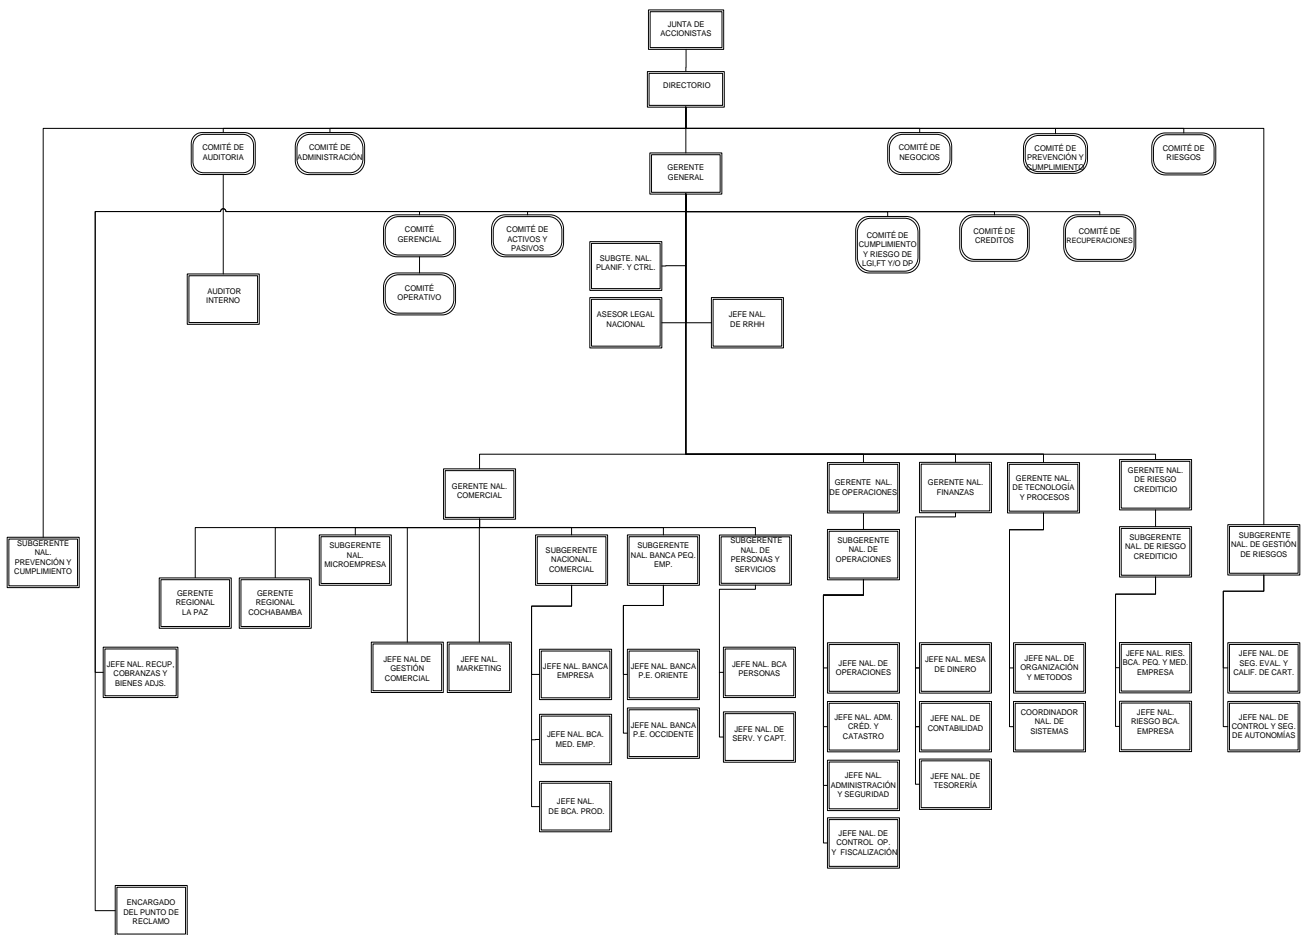 JUNTA DE
ACCIONISTAS
DIRECTORIO
COMITÉ DE
AUDITORIA
COMITÉ DE
ADMINISTRACIÓN
GERENTE
GENERAL
COMITÉ DE
NEGOCIOS
COMITÉ DE
PREVENCIÓN Y
CUMPLIMIENTO
COMITÉ DE
RIESGOS
COMITÉ
GERENCIAL
COMITÉ DE
ACTIVOS Y
PASIVOS
COMITÉ DE
CUMPLIMIENTO
Y RIESGO DE
LGI,FT Y/O DP
COMITÉ DE
CREDITOS
COMITÉ DE
RECUPERACIONES
SUBGTE. NAL.
PLANIF. Y CTRL.
AUDITOR
INTERNO
COMITÉ
OPERATIVO
ASESOR LEGAL
NACIONAL
JEFE NAL.
DE RRHH
GERENTE NAL.
COMERCIAL
GERENTE NAL.
DE OPERACIONES
GERENTE NAL.
FINANZAS
GERENTE NAL.
DE TECNOLOGÍA
Y PROCESOS
GERENTE NAL.
DE RIESGO
CREDITICIO
SUBGERENTE
NAL.
PREVENCIÓN Y
CUMPLIMIENTO
SUBGERENTE
NAL.
MICROEMPRESA
SUBGERENTE
NACIONAL.
COMERCIAL
SUBGERENTE
NAL. BANCA PEQ.
EMP.
SUBGERENTE
NAL. DE
PERSONAS Y
SERVICIOS
SUBGERENTE
NAL. DE
OPERACIONES
SUBGERENTE
NAL. DE RIESGO
CREDITICIO
SUBGERENTE
NAL. DE GESTIÓN
DE RIESGOS
GERENTE
REGIONAL
LA PAZ
GERENTE
REGIONAL
COCHABAMBA
JEFE NAL. RECUP,
COBRANZAS Y
BIENES ADJS.
JEFE NAL DE
GESTIÓN
COMERCIAL
JEFE NAL.
MARKETING
JEFE NAL. BANCA
EMPRESA
JEFE NAL. BANCA
P.E. ORIENTE
JEFE NAL. BCA
PERSONAS
JEFE NAL. DE
OPERACIONES
JEFE NAL. MESA
DE DINERO
JEFE NAL. DE
ORGANIZACIÓN
Y METODOS
JEFE NAL. RIES.
BCA. PEQ. Y MED.
EMPRESA
JEFE NAL. DE
SEG. EVAL. Y
CALIF. DE CART.
JEFE NAL. BCA.
MED. EMP.
JEFE NAL. BANCA
P.E. OCCIDENTE
JEFE NAL. DE
SERV. Y CAPT.
JEFE NAL. ADM.
CRÉD. Y
CATASTRO
JEFE NAL. DE
CONTABILIDAD
COORDINADOR
NAL. DE
SISTEMAS
JEFE NAL.
RIESGO BCA.
EMPRESA
JEFE NAL. DE
CONTROL Y SEG.
DE AUTONOMÍAS
JEFE NAL.
DE BCA. PROD.
JEFE NAL.
ADMINISTRACIÓN
Y SEGURIDAD
JEFE NAL. DE
TESORERÍA
JEFE NAL. DE
CONTROL OP.
Y FISCALIZACIÓN
ENCARGADO
DEL PUNTO DE
RECLAMO